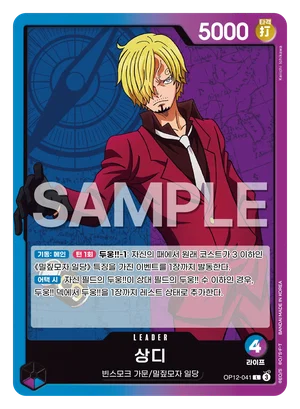 5000
타격
打
SAMPLE
기동: 메인 턴 1회 두웅!!-1: 자신의 패에서 원래 코스트가 3 이하인
《밀짚모자 일당》 특징을 가진 이벤트를 1장까지 발동한다.
어택 시 자신 필드의 두웅!!이 상대 필드의 두웅!! 수 이하인 경우,
두웅!! 덱에서 두웅!!을 1장까지 레스트 상태로 추가한다.
LEADER
상디
빈스모크 가문/밀짚모자 일당
4
라이프
OP12-041 L